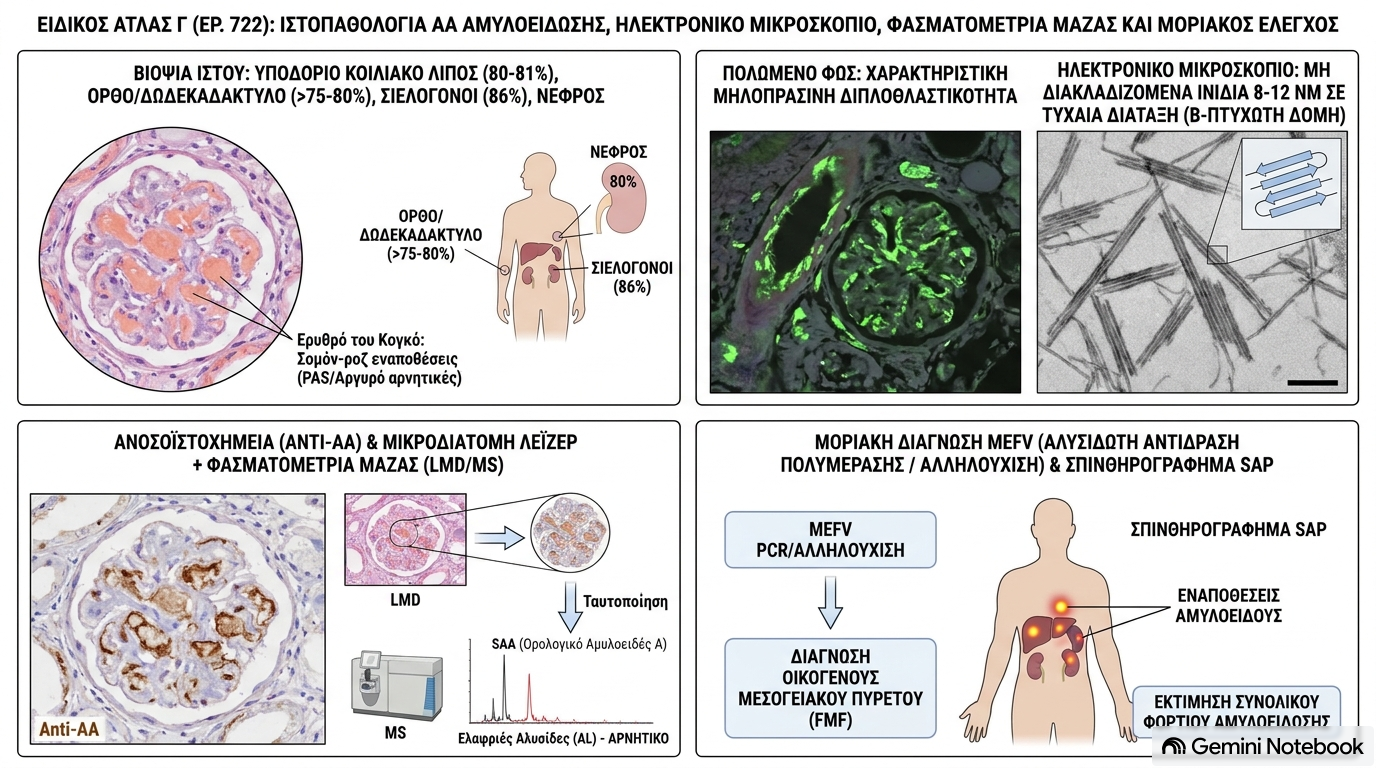 ΕΙΔΙΚΟΣ ΑΤΛΑΣ Γ (ΕΡ. 722): ΙΣΤΟΠΑΘΟΛΟΓΙΑ ΑΑ ΑΜΥΛΟΕΙΔΩΣΗΣ, ΗΛΕΚΤΡΟΝΙΚΟ ΜΙΚΡΟΣΚΟΠΙΟ, ΦΑΣΜΑΤΟΜΕΤΡΙΑ ΜΑΖΑΣ ΚΑΙ ΜΟΡΙΑΚΟΣ ΕΛΕΓΧΟΣ
ΒΙΟΨΙΑ ΙΣΤΟΥ: ΥΠΟΔΟΡΙΟ ΚΟΙΛΙΑΚΟ ΛΙΠΟΣ (80-81%),
ΟΡΘΟ/ΔΩΔΕΚΑΔΑΚΤΥΛΟ (>75-80%), ΣΙΕΛΟΓΟΝΟΙ (86%), ΝΕΦΡΟΣ
ΝΕΦΡΟΣ
80%
ΟΡΘΟ/
ΔΩΔΕΚΑΔΑΚΤΥΛΟ
(>75-80%)
ΣΙΕΛΟΓΟΝΟΙ
(86%)
Ερυθρό του Κογκό:
Σομόν-ροζ εναποθέσεις
(PAS/Αργυρό αρνητικές)
ΠΟΛΩΜΕΝΟ ΦΩΣ: ΧΑΡΑΚΤΗΡΙΣΤΙΚΗ
ΜΗΛΟΠΡΑΣΙΝΗ ΔΙΠΛΟΘΛΑΣΤΙΚΟΤΗΤΑ
ΗΛΕΚΤΡΟΝΙΚΟ ΜΙΚΡΟΣΚΟΠΙΟ: ΜΗ
ΔΙΑΚΛΑΔΙΖΟΜΕΝΑ ΙΝΙΔΙΑ 8-12 NM ΣΕ
ΤΥΧΑΙΑ ΔΙΑΤΑΞΗ (Β-ΠΤΥΧΩΤΗ ΔΟΜΗ)
ΑΝΟΣΟΪΣΤΟΧΗΜΕΙΑ (ANTI-AA) & ΜΙΚΡΟΔΙΑΤΟΜΗ ΛΕΪΖΕΡ
+ ΦΑΣΜΑΤΟΜΕΤΡΙΑ ΜΑΖΑΣ (LMD/MS)
Anti-AA
LMD
Ταυτοποίηση
SAA (Ορολογικό Αμυλοειδές Α)
MS
Ελαφριές Αλυσίδες (AL) - ΑΡΝΗΤΙΚΟ
ΜΟΡΙΑΚΗ ΔΙΑΓΝΩΣΗ MEFV (ΑΛΥΣΙΔΩΤΗ ΑΝΤΙΔΡΑΣΗ
ΠΟΛΥΜΕΡΑΣΗΣ / ΑΛΛΗΛΟΥΧΙΣΗ) & ΣΠΙΝΘΗΡΟΓΡΑΦΗΜΑ SAP
MEFV
PCR/ΑΛΛΗΛΟΥΧΙΣΗ
ΔΙΑΓΝΩΣΗ
ΟΙΚΟΓΕΝΟΥΣ
ΜΕΣΟΓΕΙΑΚΟΥ ΠΥΡΕΤΟΥ
(FMF)
ΣΠΙΝΘΗΡΟΓΡΑΦΗΜΑ SAP
ΕΝΑΠΟΘΕΣΕΙΣ
ΑΜΥΛΟΕΙΔΟΥΣ
ΕΚΤΙΜΗΣΗ ΣΥΝΟΛΙΚΟΥ
ΦΟΡΤΙΟΥ ΑΜΥΛΟΕΙΔΩΣΗΣ
Gemini Notebook